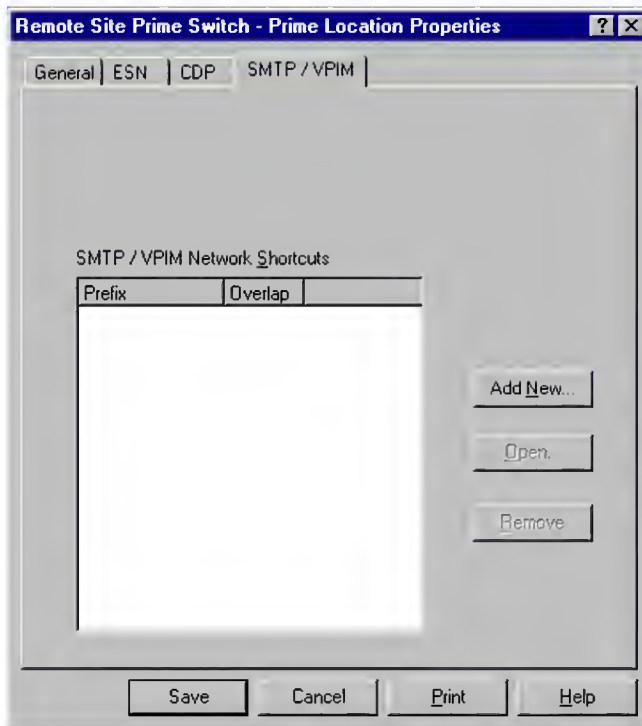 Remote Site Prime Switch - Prime Location Properties ? X
General ESN CDP SMTP / VPIM
SMTP / VPIM Network Shortcuts
Prefix Overlap
Add New...
Open.
Remove
Save Cancel Print Help